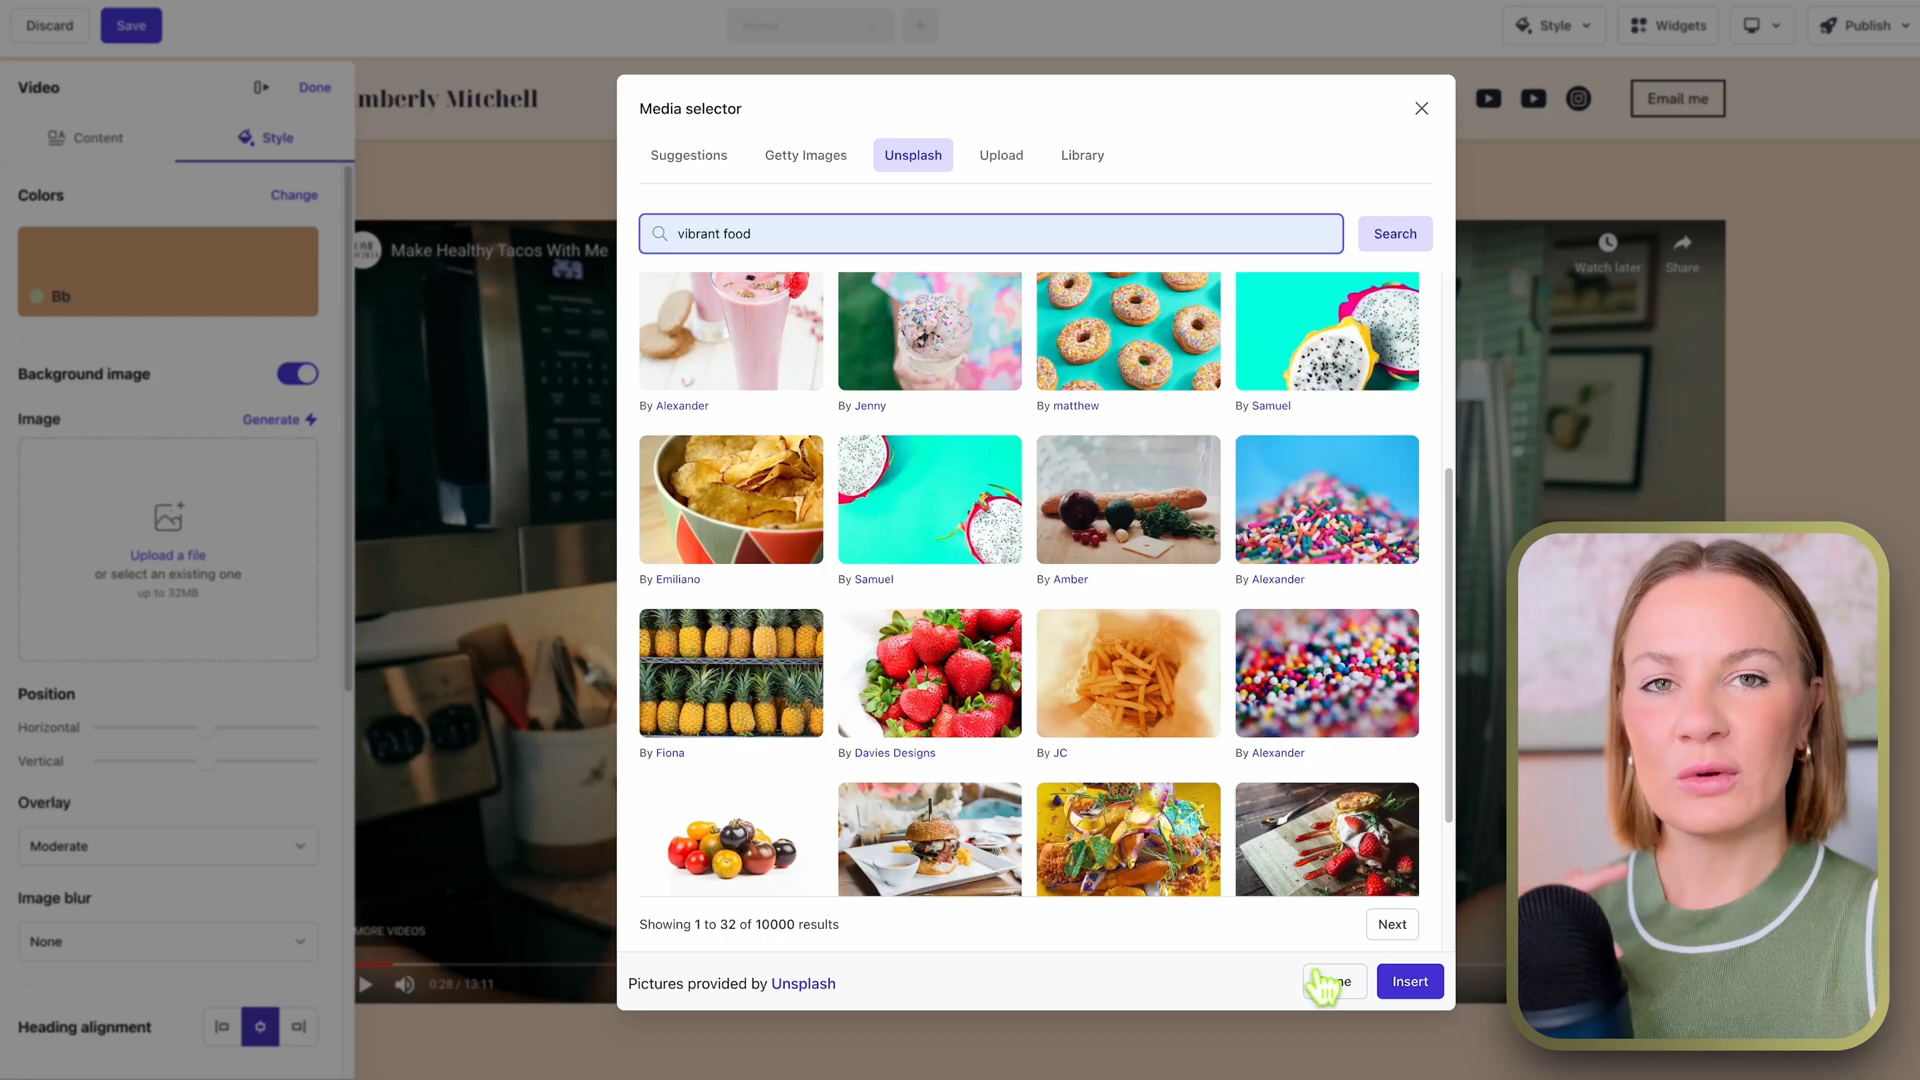 Discard
Save
Home
Style
Widgets
Publish
Video
Done
Content
Style
Colors
Change
Bb
Background image
Image
Generate
Upload a file
or select an existing one
up to 32MB
Position
Horizontal
Vertical
Overlay
Moderate
Image blur
None
Heading alignment
mberly Mitchell
Email me
Make Healthy Tacos With Me
Watch later
Share
MORE VIDEOS
0:28 / 13:11
Media selector
Suggestions
Getty Images
Unsplash
Upload
Library
vibrant food
Search
By Alexander
By Jenny
By matthew
By Samuel
By Emiliano
By Samuel
By Amber
By Alexander
By Fiona
By Davies Designs
By JC
By Alexander
Showing 1 to 32 of 10000 results
Next
Pictures provided by Unsplash
Insert